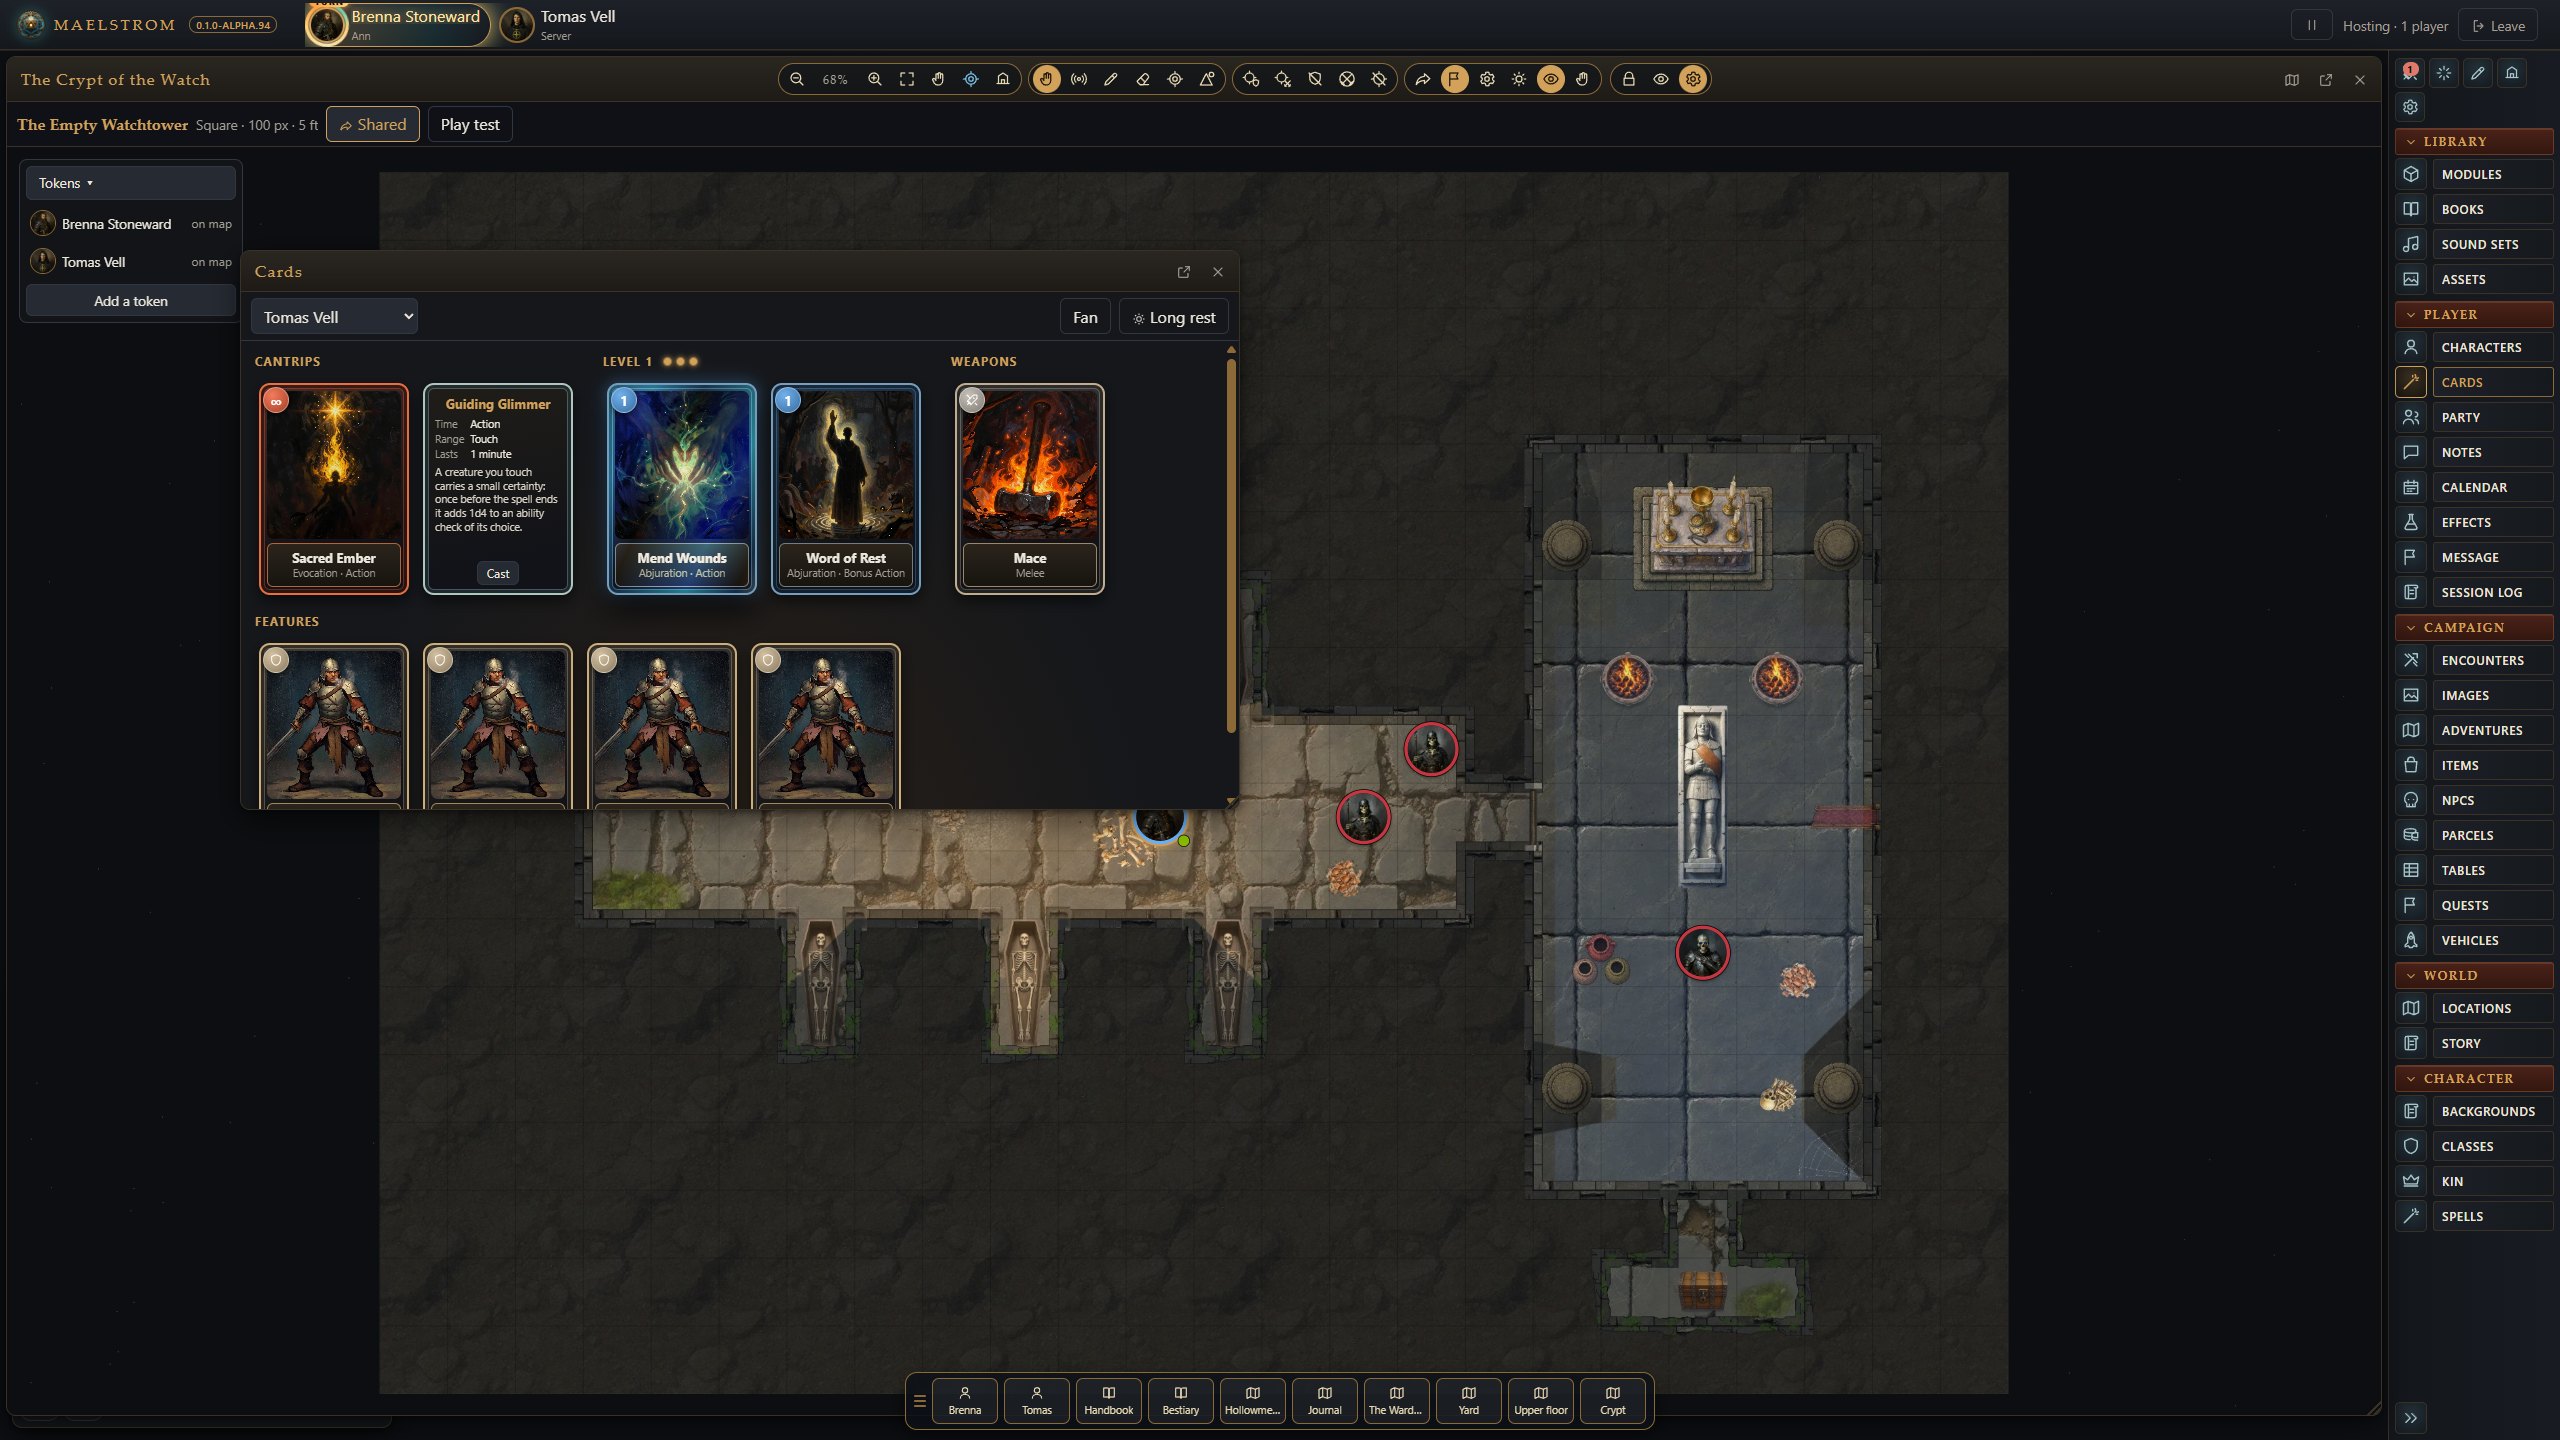 MAELSTROM
0.1.0-ALPHA.94
Brenna Stoneward
Ann
Tomas Vell
Server
Hosting · 1 player
Leave
The Crypt of the Watch
68%
The Empty Watchtower
Square · 100 px · 5 ft
Shared
Play test
Tokens
Brenna Stoneward
on map
Tomas Vell
on map
Add a token
Cards
Tomas Vell
Fan
Long rest
CANTRIPS
LEVEL 1
WEAPONS
Sacred Ember
Evocation · Action
Guiding Glimmer
Time Action
Range Touch
Lasts 1 minute
A creature you touch
carries a small certainty:
once before the spell ends
it adds 1d4 to an ability
check of its choice.
Cast
1
Mend Wounds
Abjuration · Action
1
Word of Rest
Abjuration · Bonus Action
Mace
Melee
FEATURES
1
LIBRARY
MODULES
BOOKS
SOUND SETS
ASSETS
PLAYER
CHARACTERS
CARDS
PARTY
NOTES
CALENDAR
EFFECTS
MESSAGE
SESSION LOG
CAMPAIGN
ENCOUNTERS
IMAGES
ADVENTURES
ITEMS
NPCS
PARCELS
TABLES
QUESTS
VEHICLES
WORLD
LOCATIONS
STORY
CHARACTER
BACKGROUNDS
CLASSES
KIN
SPELLS
Brenna
Tomas
Handbook
Bestiary
Hollowme...
Journal
The Ward...
Yard
Upper floor
Crypt